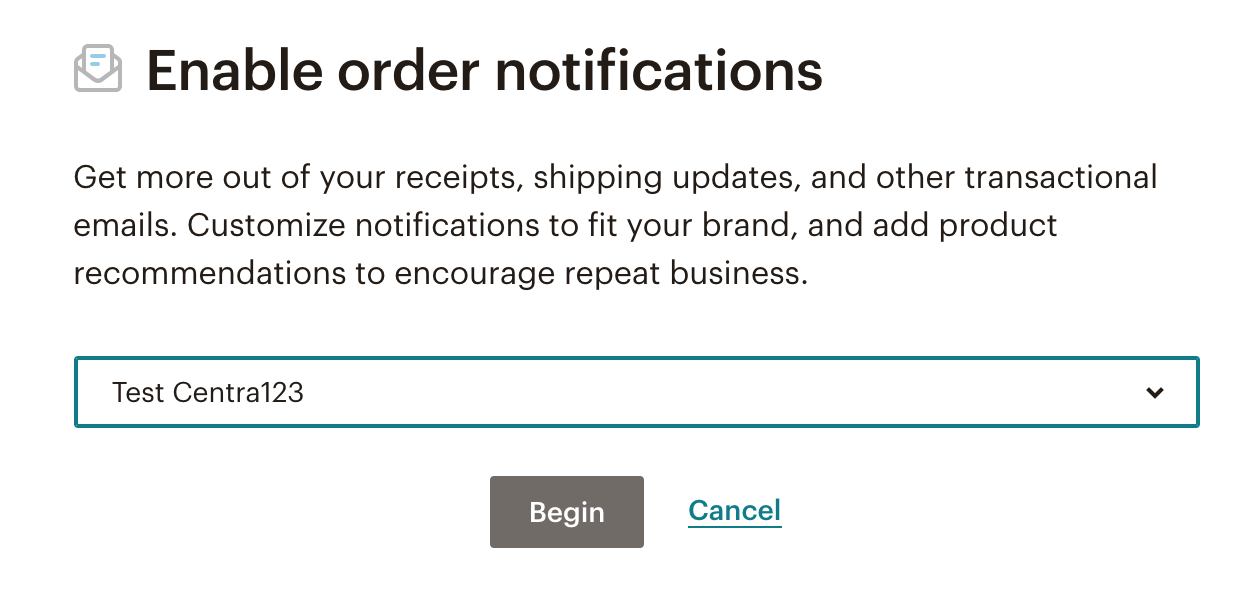 Enable order notifications
Get more out of your receipts, shipping updates, and other transactional
emails. Customize notifications to fit your brand, and add product
recommendations to encourage repeat business.
Test Centra123
Begin
Cancel